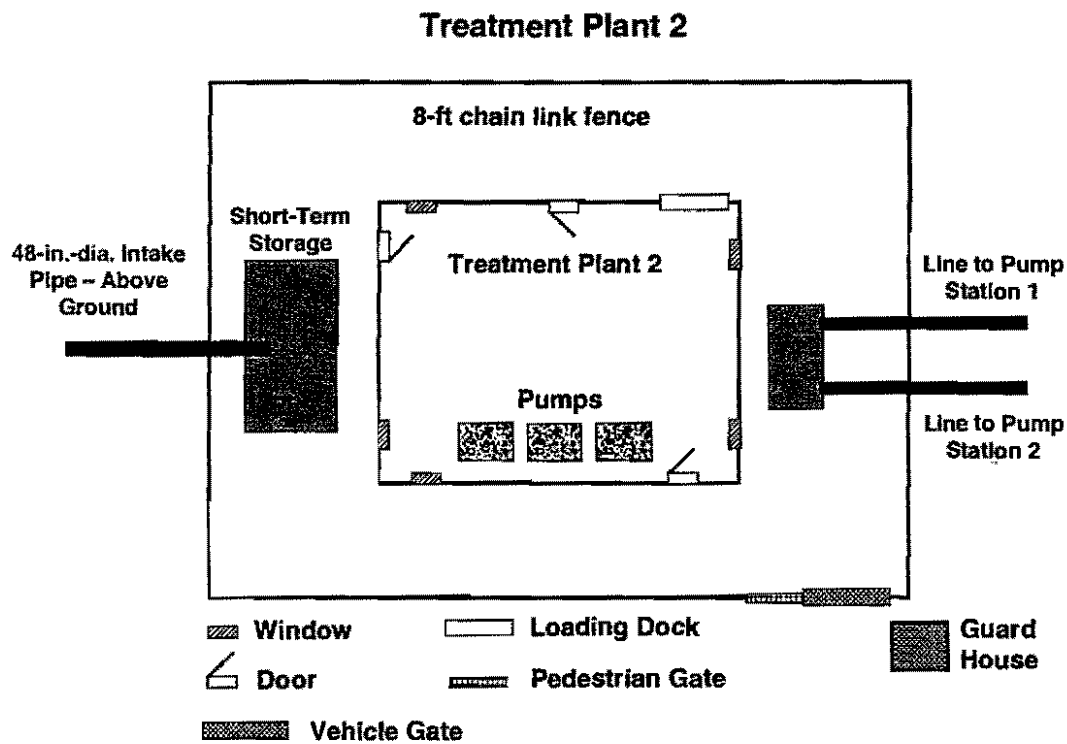 Treatment Plant 2
8-ft chain link fence
Short-Term
Storage
48-in.-dia. Intake
Pipe – Above
Ground
Treatment Plant 2
Line to Pump
Station 1
Pumps
Line to Pump
Station 2
Window
Loading Dock
Guard
House
Door
Pedestrian Gate
Vehicle Gate